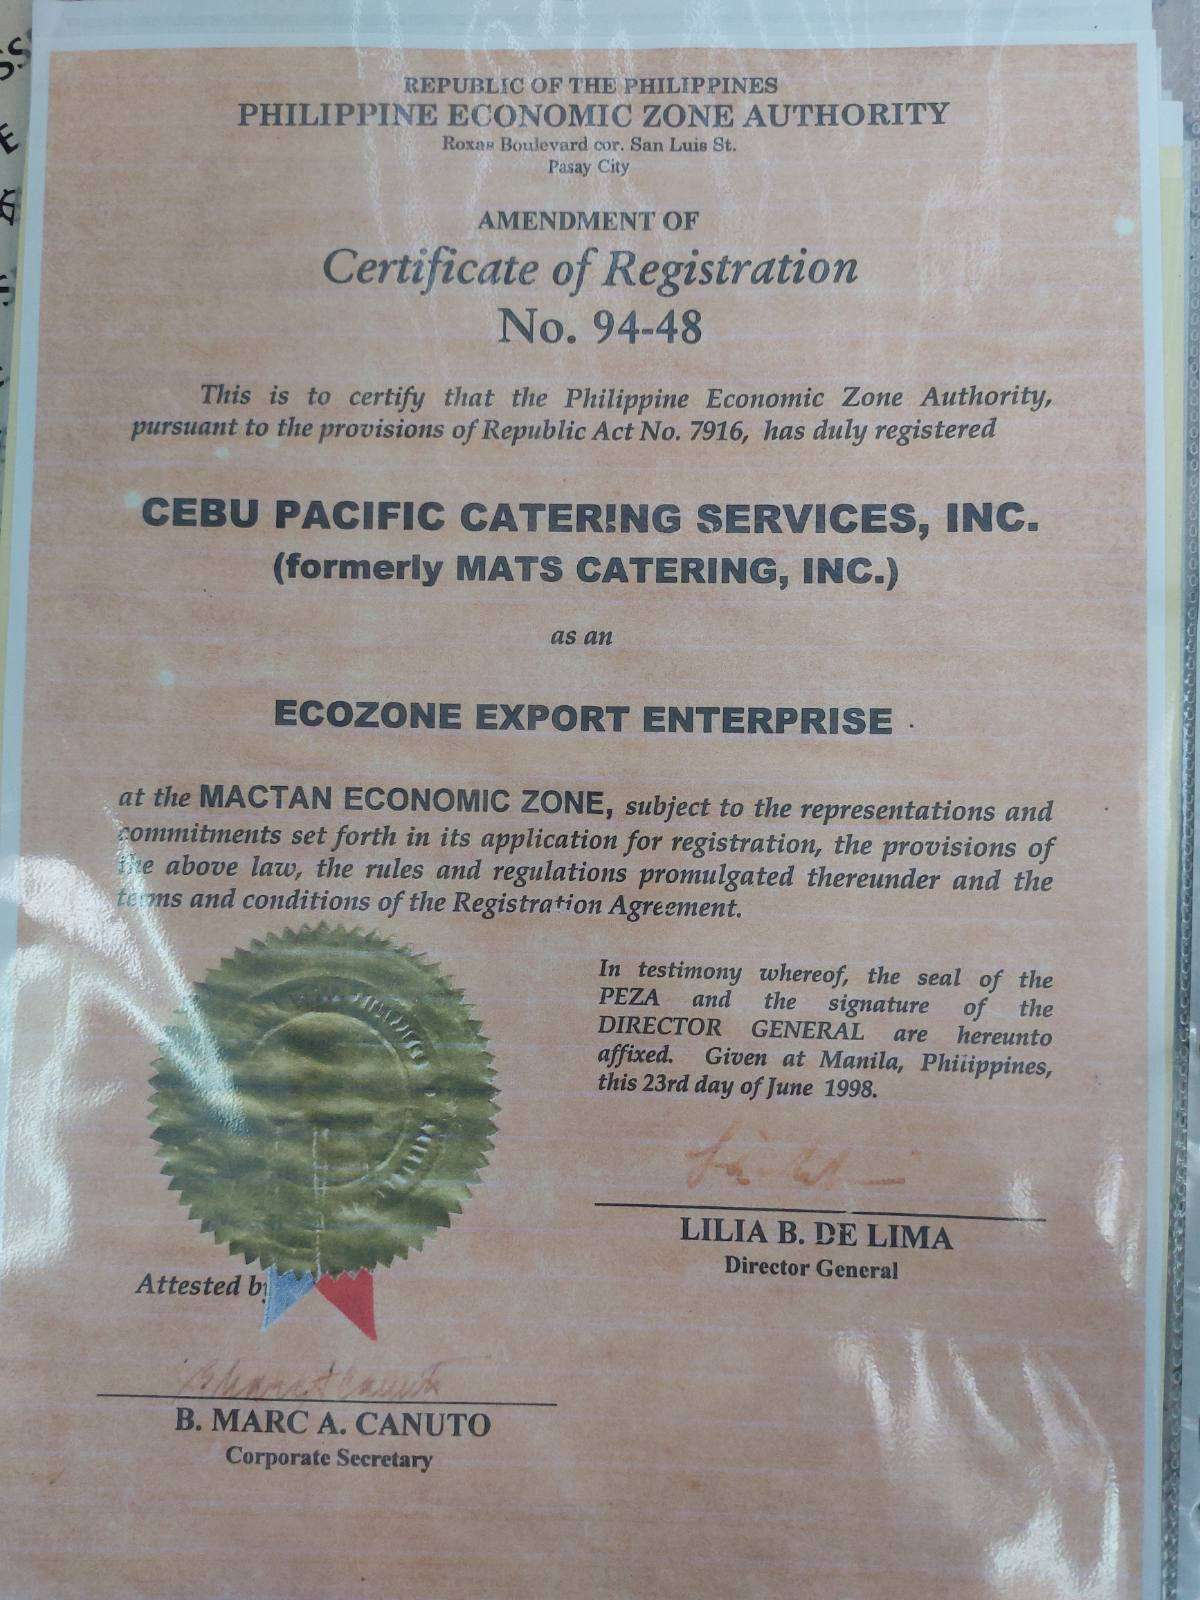 REPUBLIC OF THE PHILIPPINES
PHILIPPINE ECONOMIC ZONE AUTHORITY
Roxas Boulevard cor. San Luis St.
Pasay City
AMENDMENT OF
Certificate of Registration
No. 94-48
This is to certify that the Philippine Economic Zone Authority,
pursuant to the provisions of Republic Act No. 7916, has duly registered
CEBU PACIFIC CATERING SERVICES, INC.
(formerly MATS CATERING, INC.)
as an
ECOZONE EXPORT ENTERPRISE
at the MACTAN ECONOMIC ZONE, subject to the representations and
commitments set forth in its application for registration, the provisions of
the above law, the rules and regulations promulgated thereunder and the
terms and conditions of the Registration Agreement.
In testimony whereof, the seal of the
PEZA and the signature of the
DIRECTOR GENERAL are hereunto
affixed. Given at Manila, Philippines,
this 23rd day of June 1998.
LILIA B. DE LIMA
Director General
Attested by
B. MARC A. CANUTO
Corporate Secretary